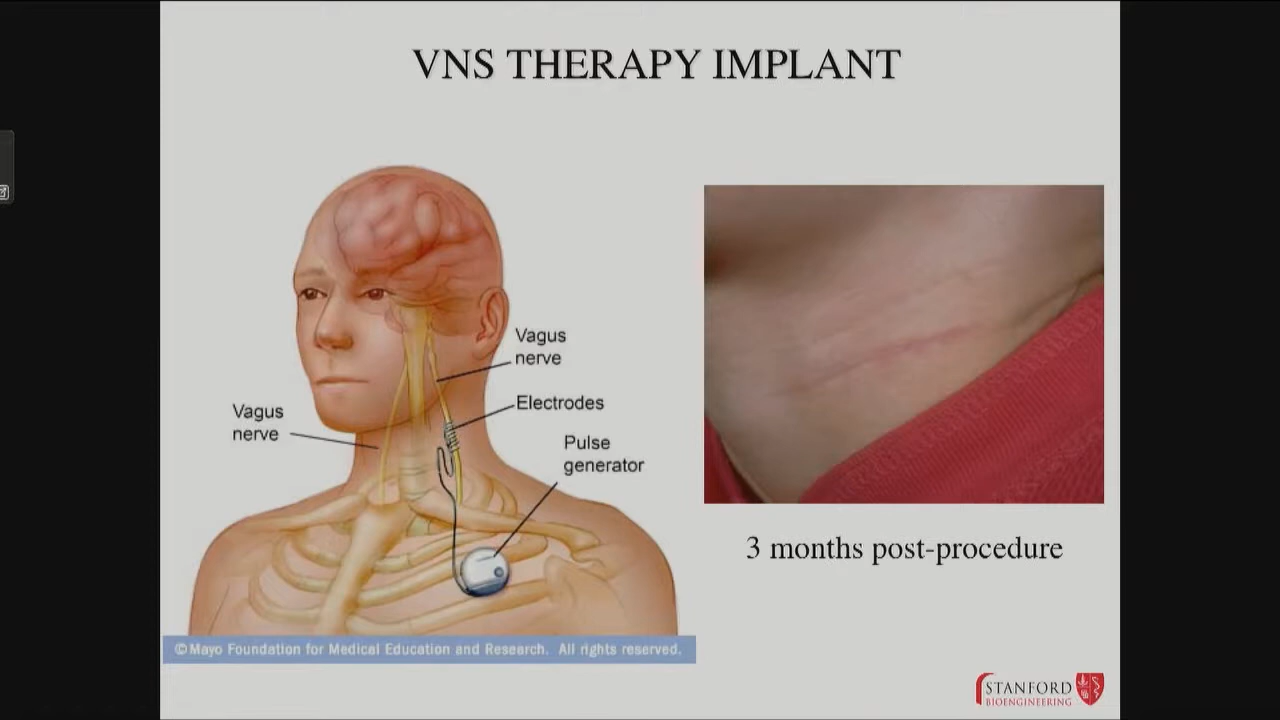 VNS THERAPY IMPLANT
Vagus
nerve
Electrodes
Vagus
nerve
Pulse
generator
3 months post-procedure
©Mayo Foundation for Medical Education and Research. All rights reserved.
STANFORD
BIOENGINEERING